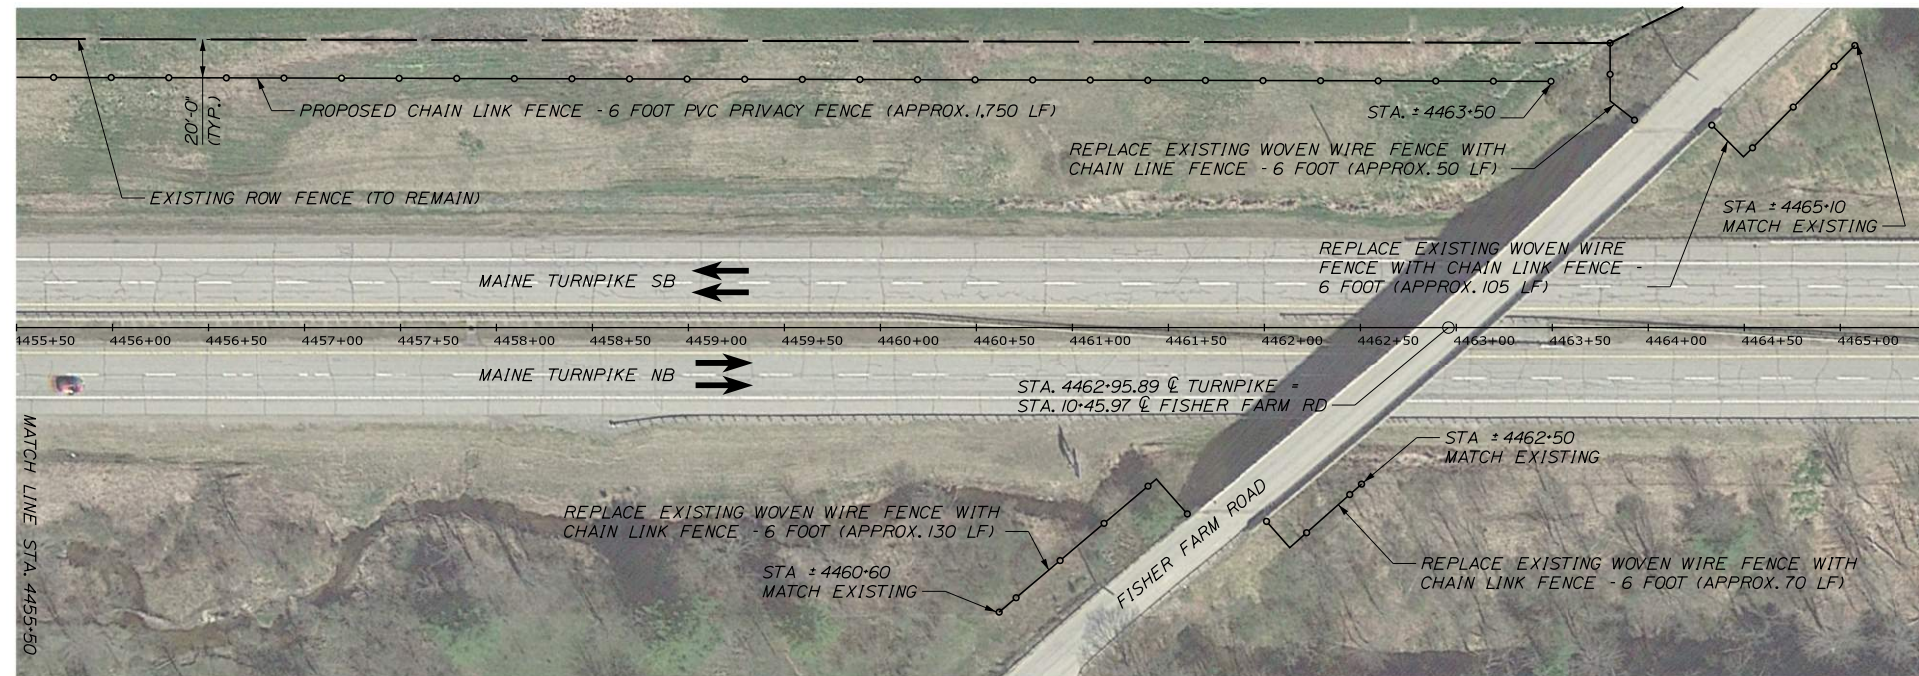 PROPOSED CHAIN LINK FENCE - 6 FOOT PVC PRIVACY FENCE (APPROX. 1,750 LF)
20'-0"
(TYP.)
STA. ± 4463+50
REPLACE EXISTING WOVEN WIRE FENCE WITH
CHAIN LINE FENCE - 6 FOOT (APPROX. 50 LF)
EXISTING ROW FENCE (TO REMAIN)
STA ± 4465+10
MATCH EXISTING
REPLACE EXISTING WOVEN WIRE
FENCE WITH CHAIN LINK FENCE -
6 FOOT (APPROX. 105 LF)
MAINE TURNPIKE SB
4455+50 4456+00 4456+50 4457+00 4457+50 4458+00 4458+50 4459+00 4459+50 4460+00 4460+50 4461+00 4461+50 4462+00 4462+50 4463+00 4463+50 4464+00 4464+50 4465+00
MAINE TURNPIKE NB
STA. 4462+95.89 ℄ TURNPIKE =
STA. 10+45.97 ℄ FISHER FARM RD
MATCH LINE STA. 4455+50
STA ± 4462+50
MATCH EXISTING
REPLACE EXISTING WOVEN WIRE FENCE WITH
CHAIN LINK FENCE - 6 FOOT (APPROX. 130 LF)
FISHER FARM ROAD
STA ± 4460+60
MATCH EXISTING
REPLACE EXISTING WOVEN WIRE FENCE WITH
CHAIN LINK FENCE - 6 FOOT (APPROX. 70 LF)